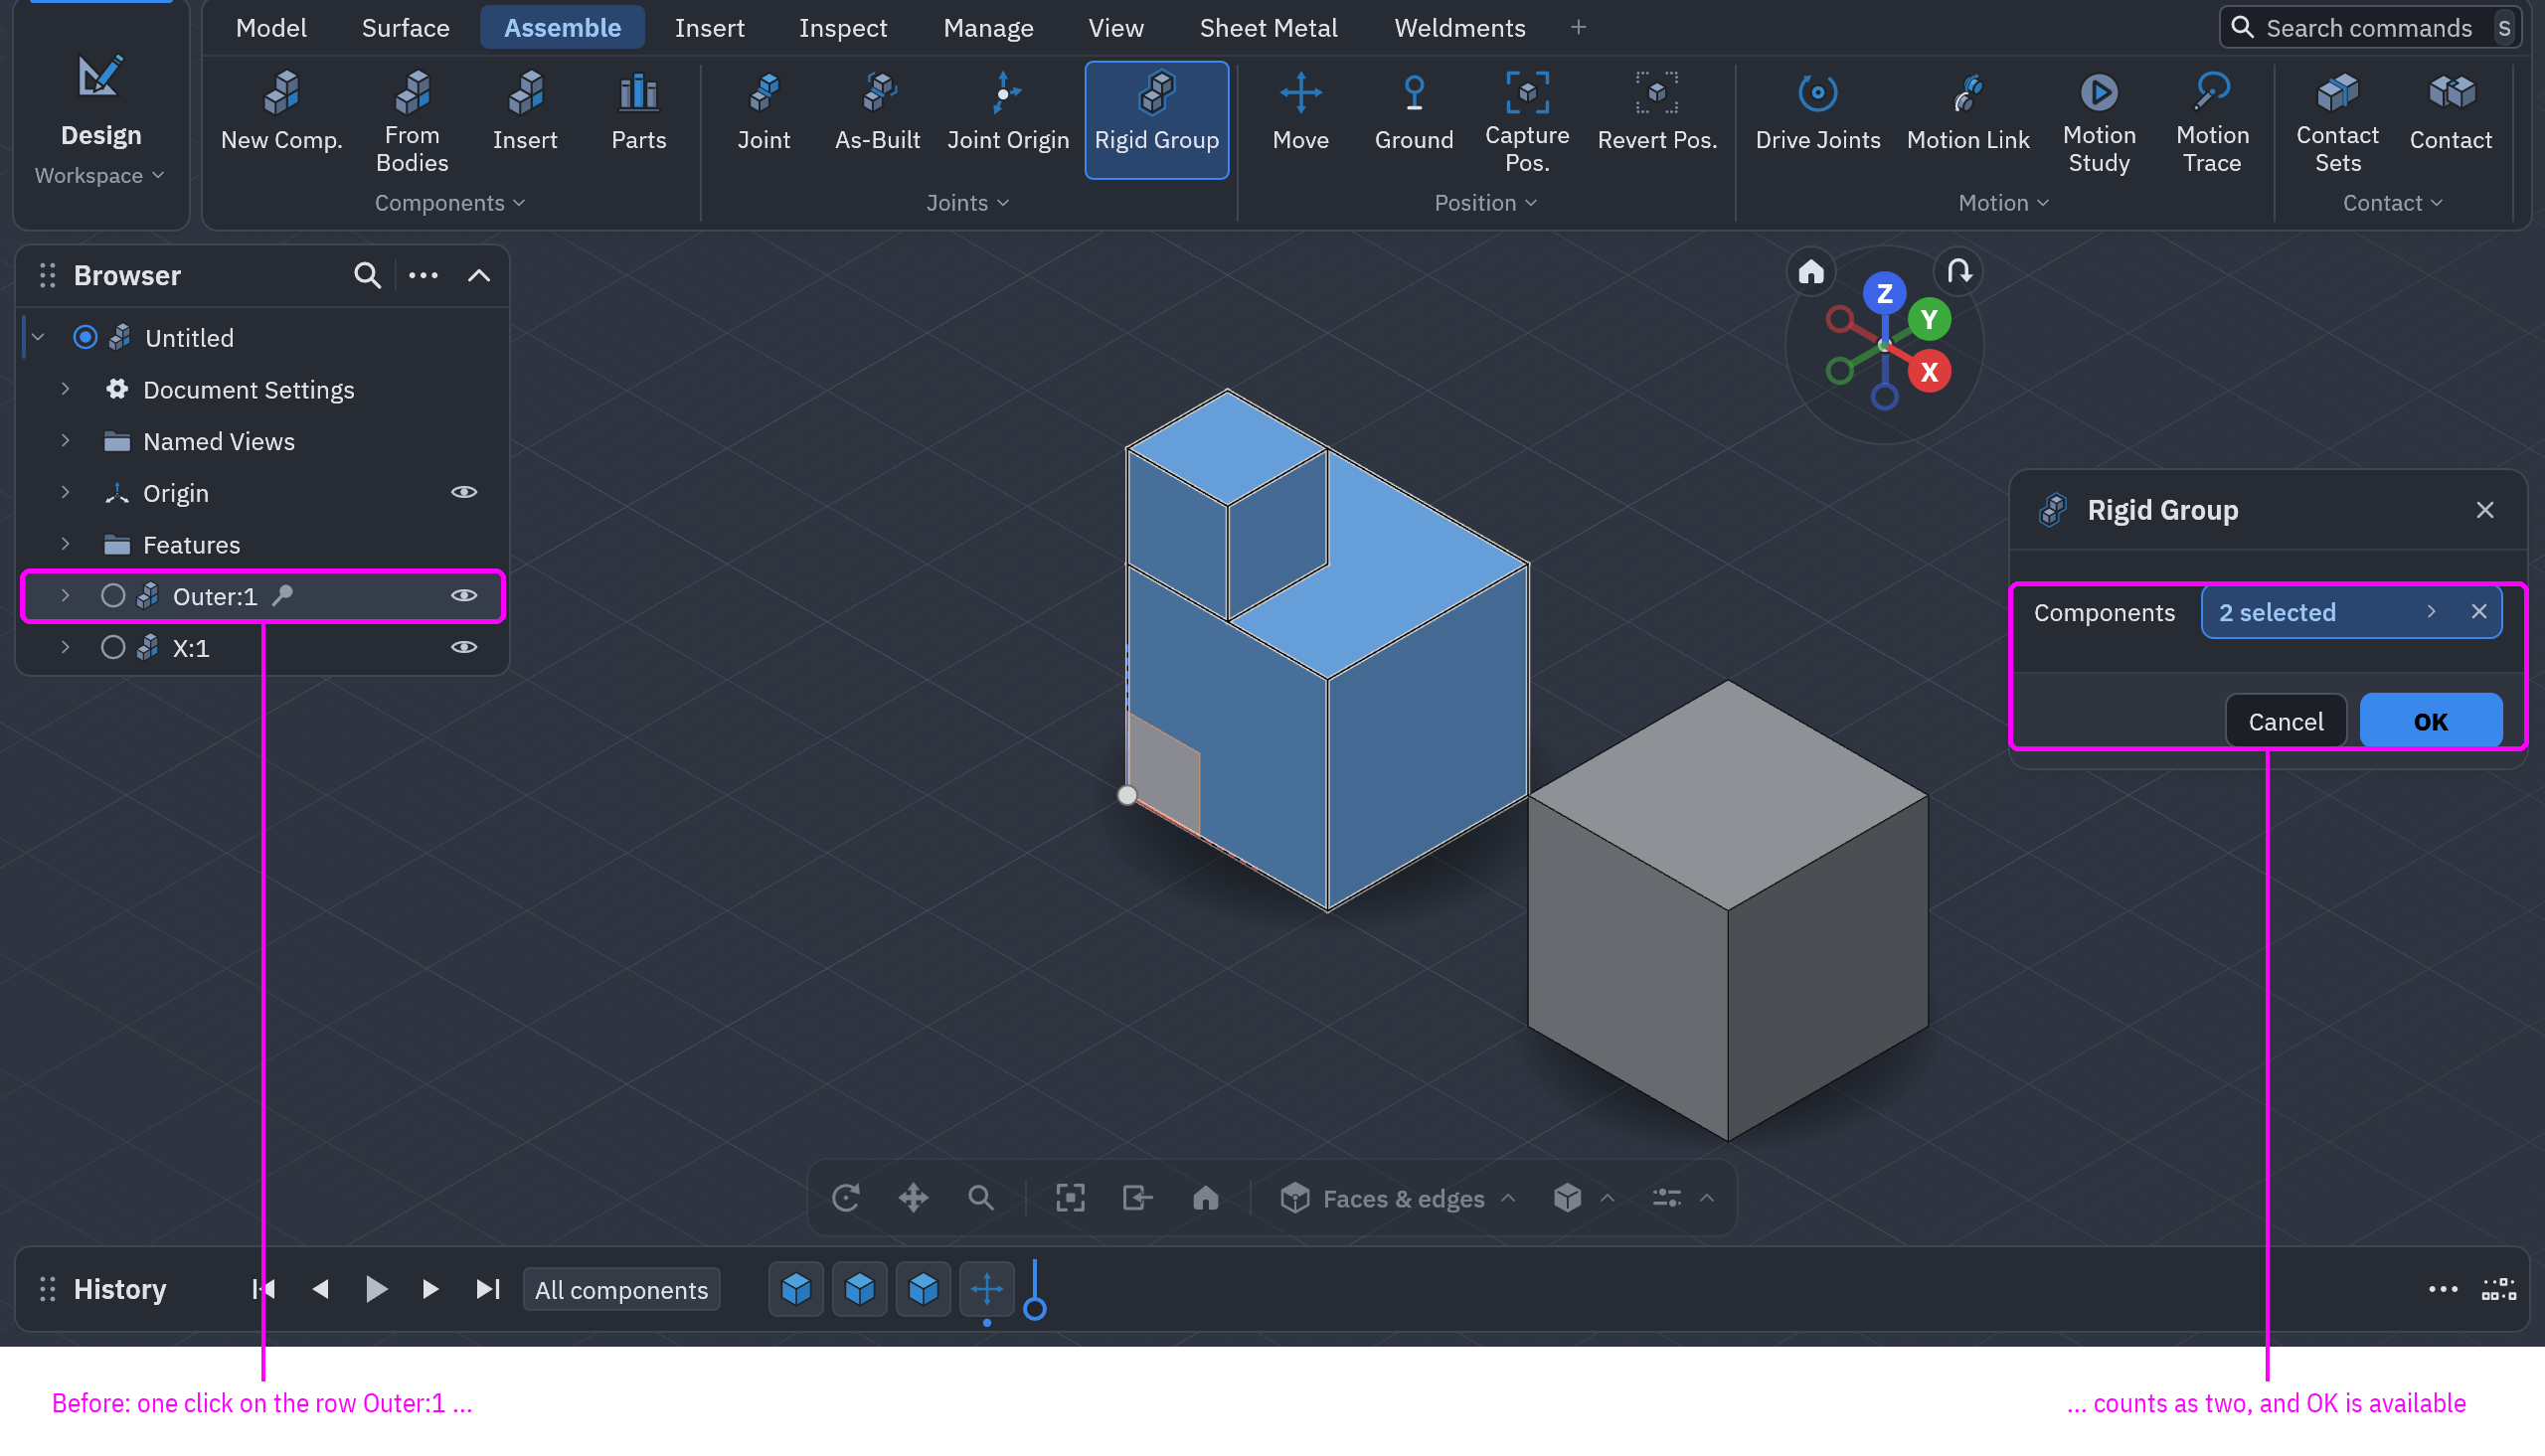 Model Surface Assemble Insert Inspect Manage View Sheet Metal Weldments +
Search commands S
Design
Workspace
New Comp. From Bodies Insert Parts
Components
Joint As-Built Joint Origin Rigid Group
Joints
Move Ground Capture Pos. Revert Pos.
Position
Drive Joints Motion Link Motion Study Motion Trace
Motion
Contact Sets Contact
Contact
Browser
Untitled
Document Settings
Named Views
Origin
Features
Outer:1
X:1
Z
Y
X
Rigid Group
Components 2 selected
Cancel OK
Faces & edges
History All components
Before: one click on the row Outer:1 ...
... counts as two, and OK is available